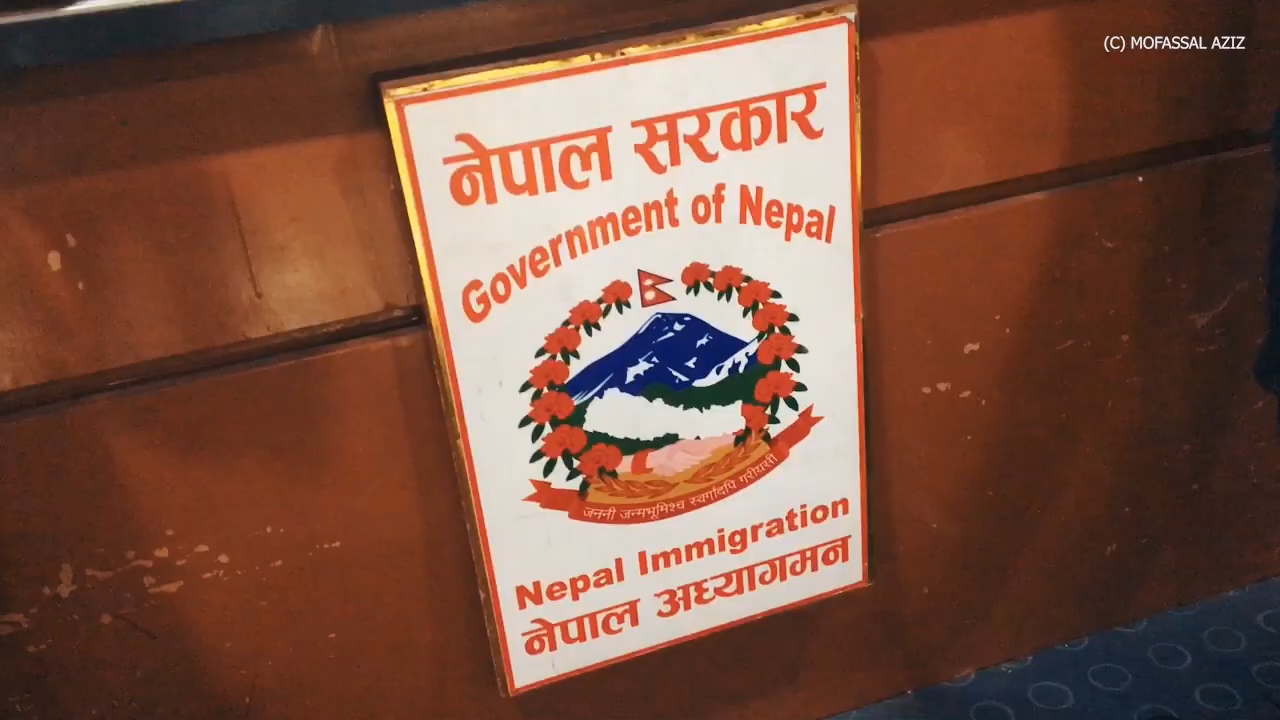 (C) MOFASSAL AZIZ
नेपाल सरकार
Government of Nepal
जननी जन्मभूमिश्च स्वर्गादपि गरीयसी
Nepal Immigration
नेपाल अध्यागमन